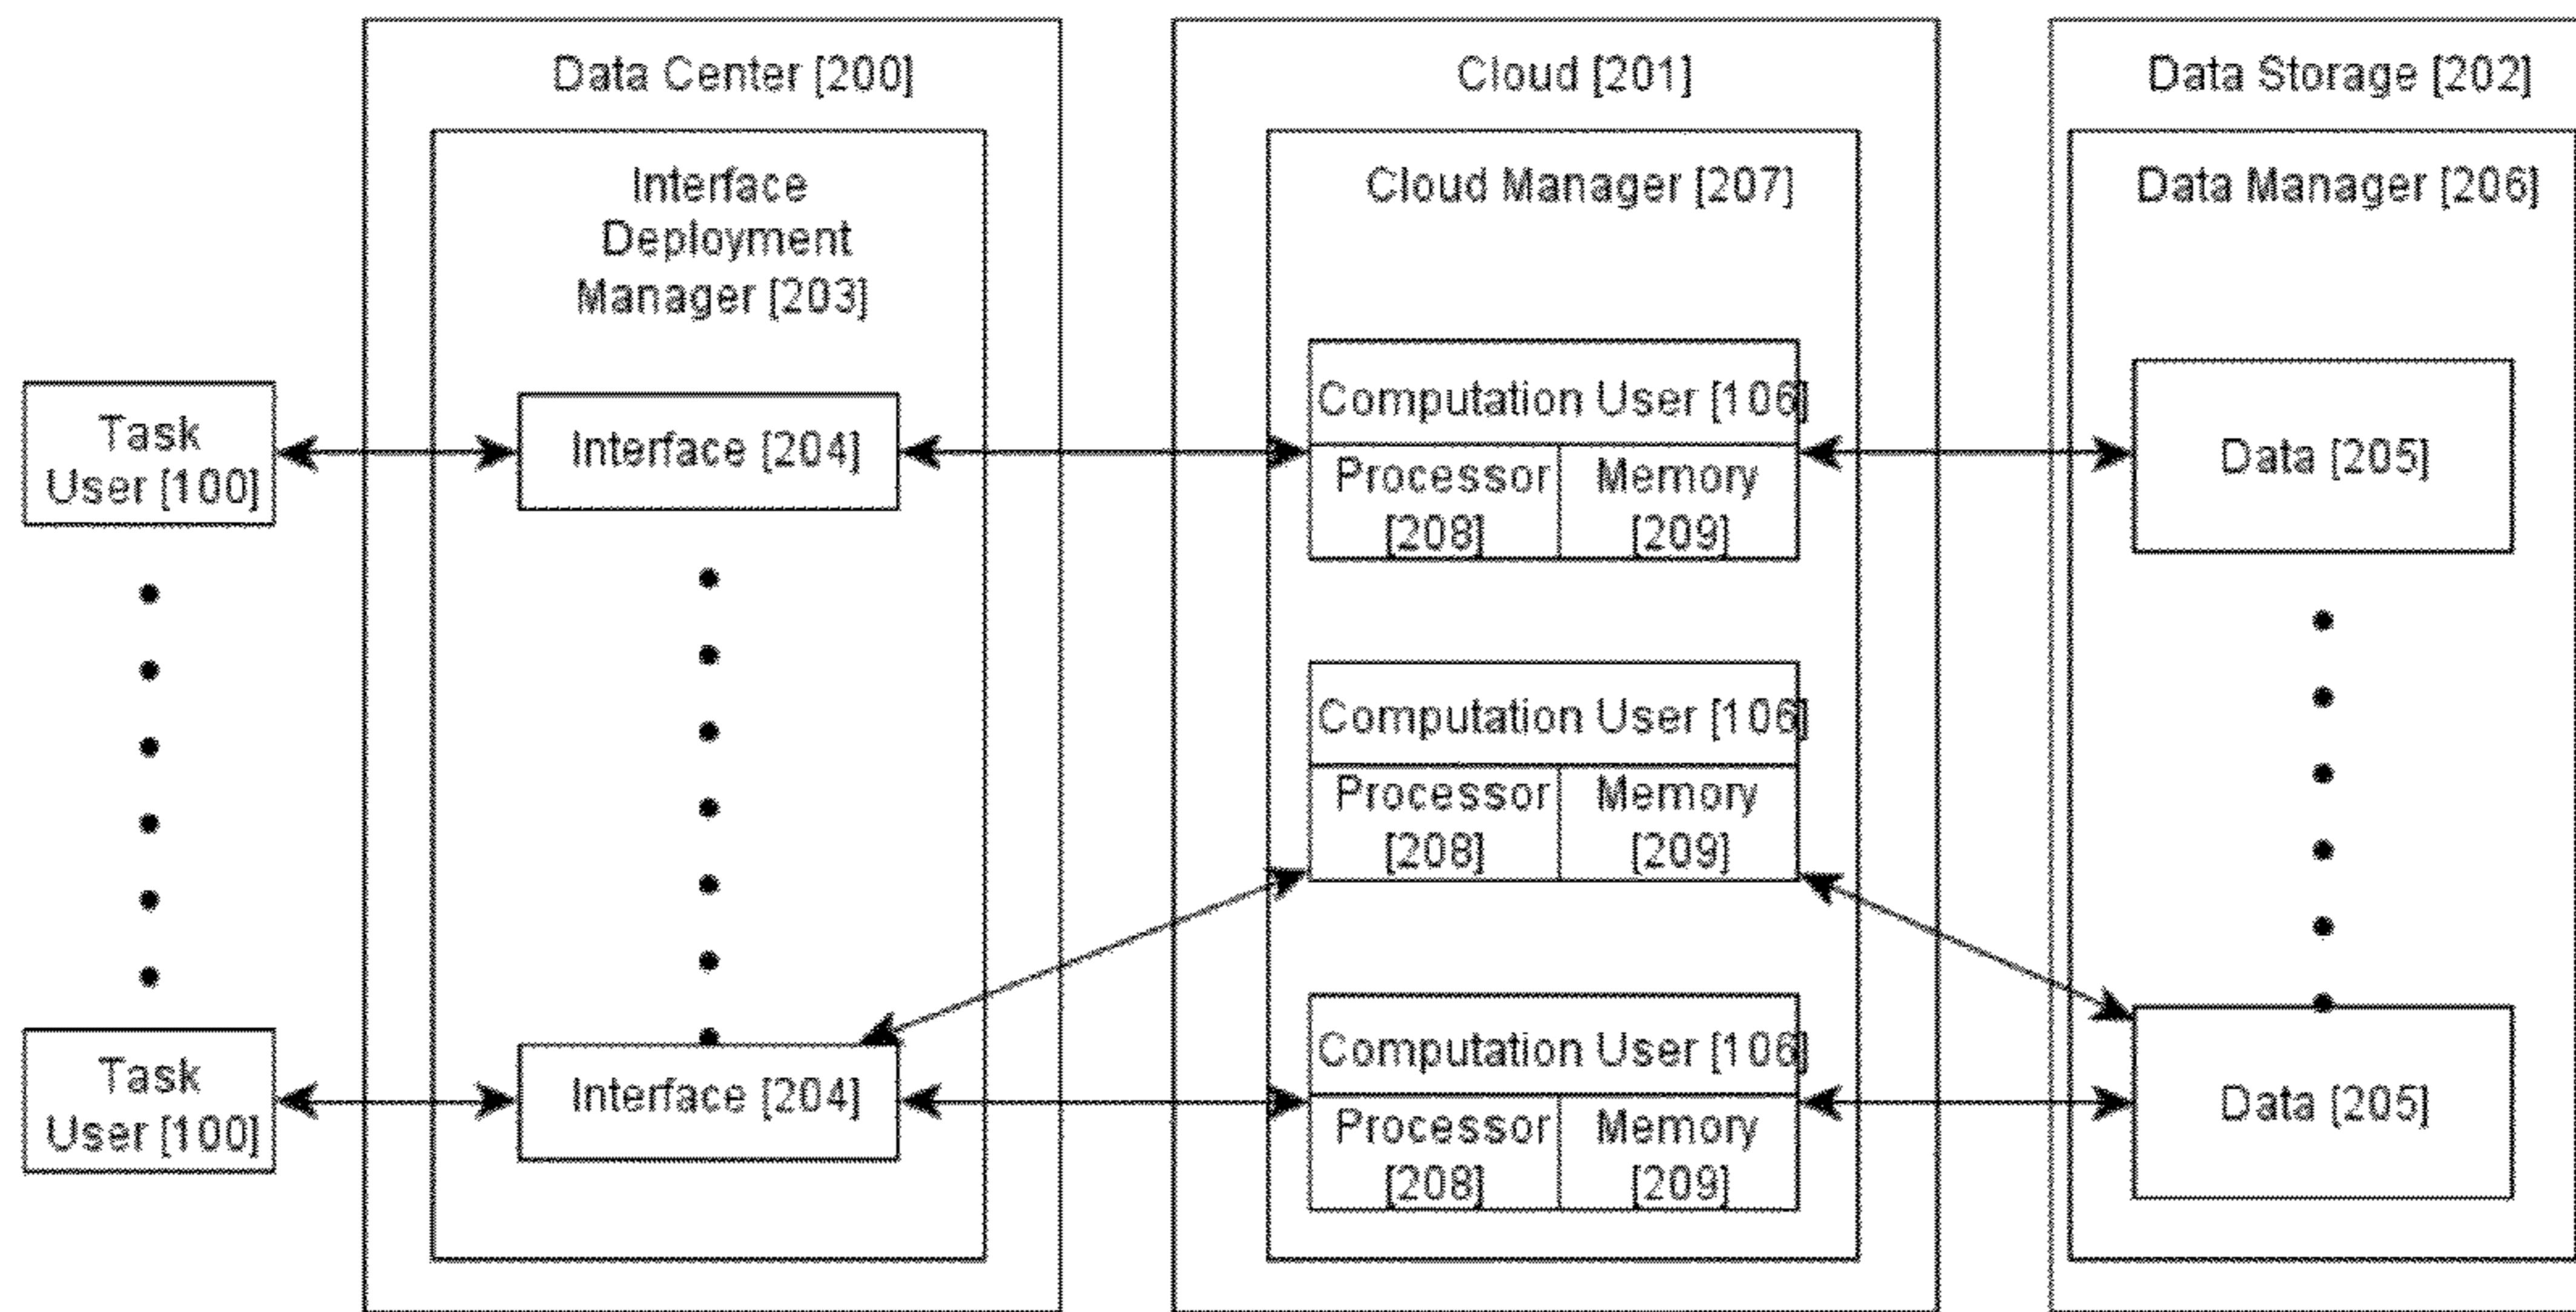 Data Center [200]
Cloud [201]
Data Storage [202]
Interface
Deployment
Manager [203]
Cloud Manager [207]
Data Manager [206]
Task
User [100]
Interface [204]
Computation User [106]
Processor
[208]
Memory
[209]
Data [205]
Computation User [106]
Processor
[208]
Memory
[209]
Task
User [100]
Interface [204]
Computation User [106]
Processor
[208]
Memory
[209]
Data [205]